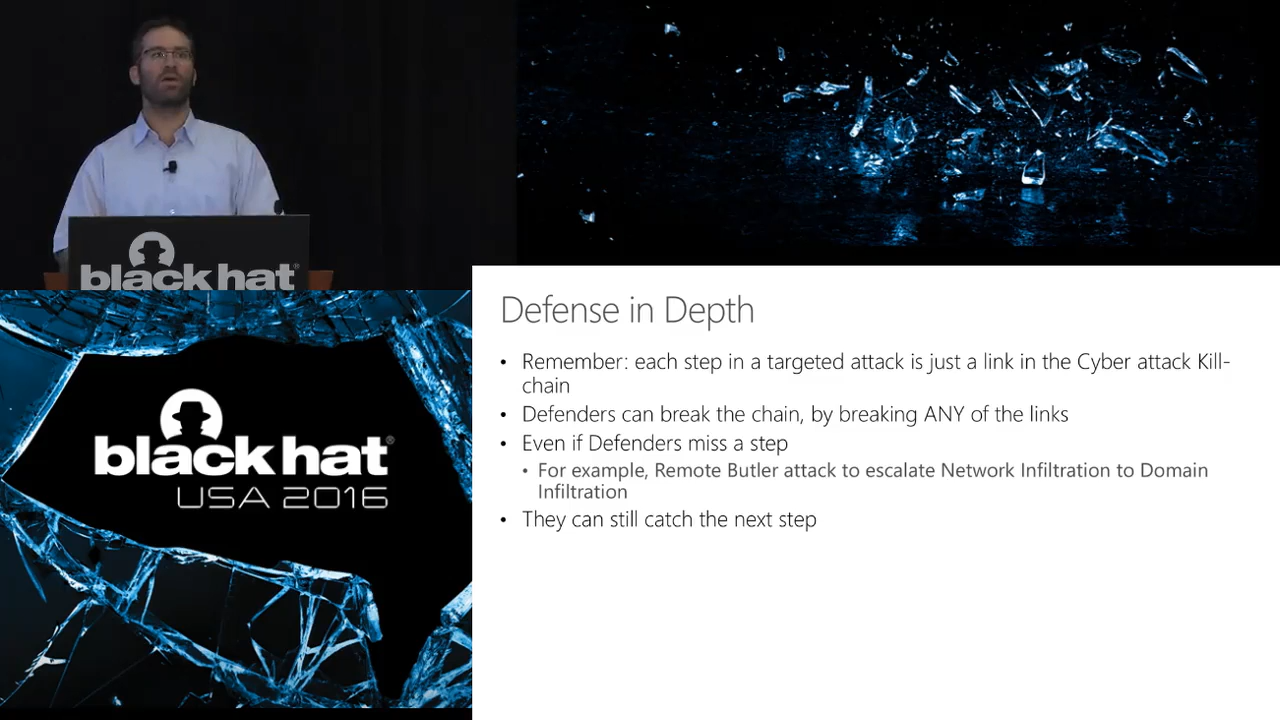 black hat®
black hat®
USA 2016
Defense in Depth
• Remember: each step in a targeted attack is just a link in the Cyber attack Kill-
chain
• Defenders can break the chain, by breaking ANY of the links
• Even if Defenders miss a step
• For example, Remote Butler attack to escalate Network Infiltration to Domain
Infiltration
• They can still catch the next step